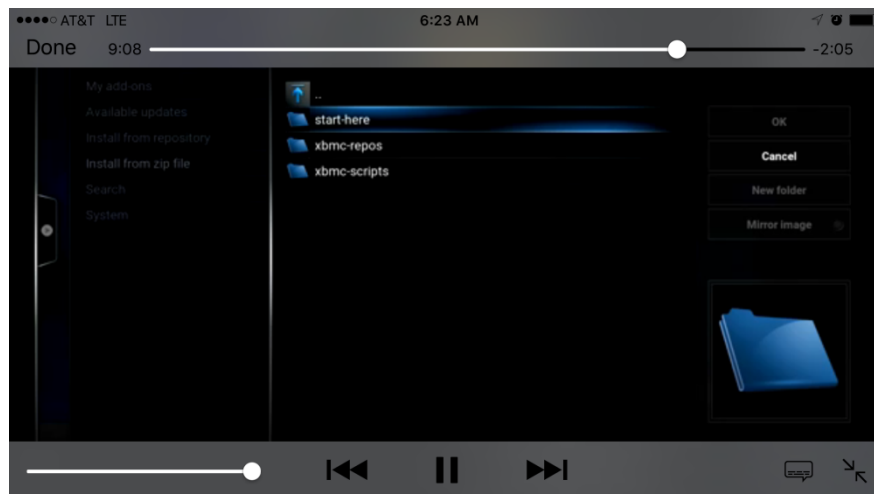 AT&T LTE 6:23 AM
Done 9:08 -2:05
My add-ons
Available updates
Install from repository
Install from zip file
Search
System
..
start-here
xbmc-repos
xbmc-scripts
OK
Cancel
New folder
Mirror image